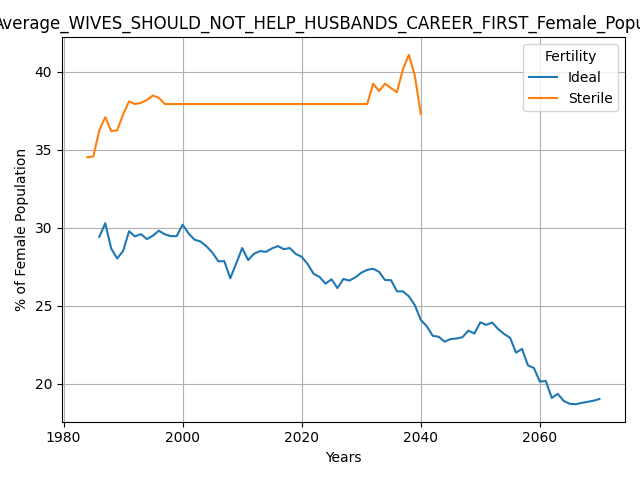 Average_WIVES_SHOULD_NOT_HELP_HUSBANDS_CAREER_FIRST_Female_Popu
Fertility
Ideal
Sterile
% of Female Population
40
35
30
25
20
1980
2000
2020
2040
2060
Years